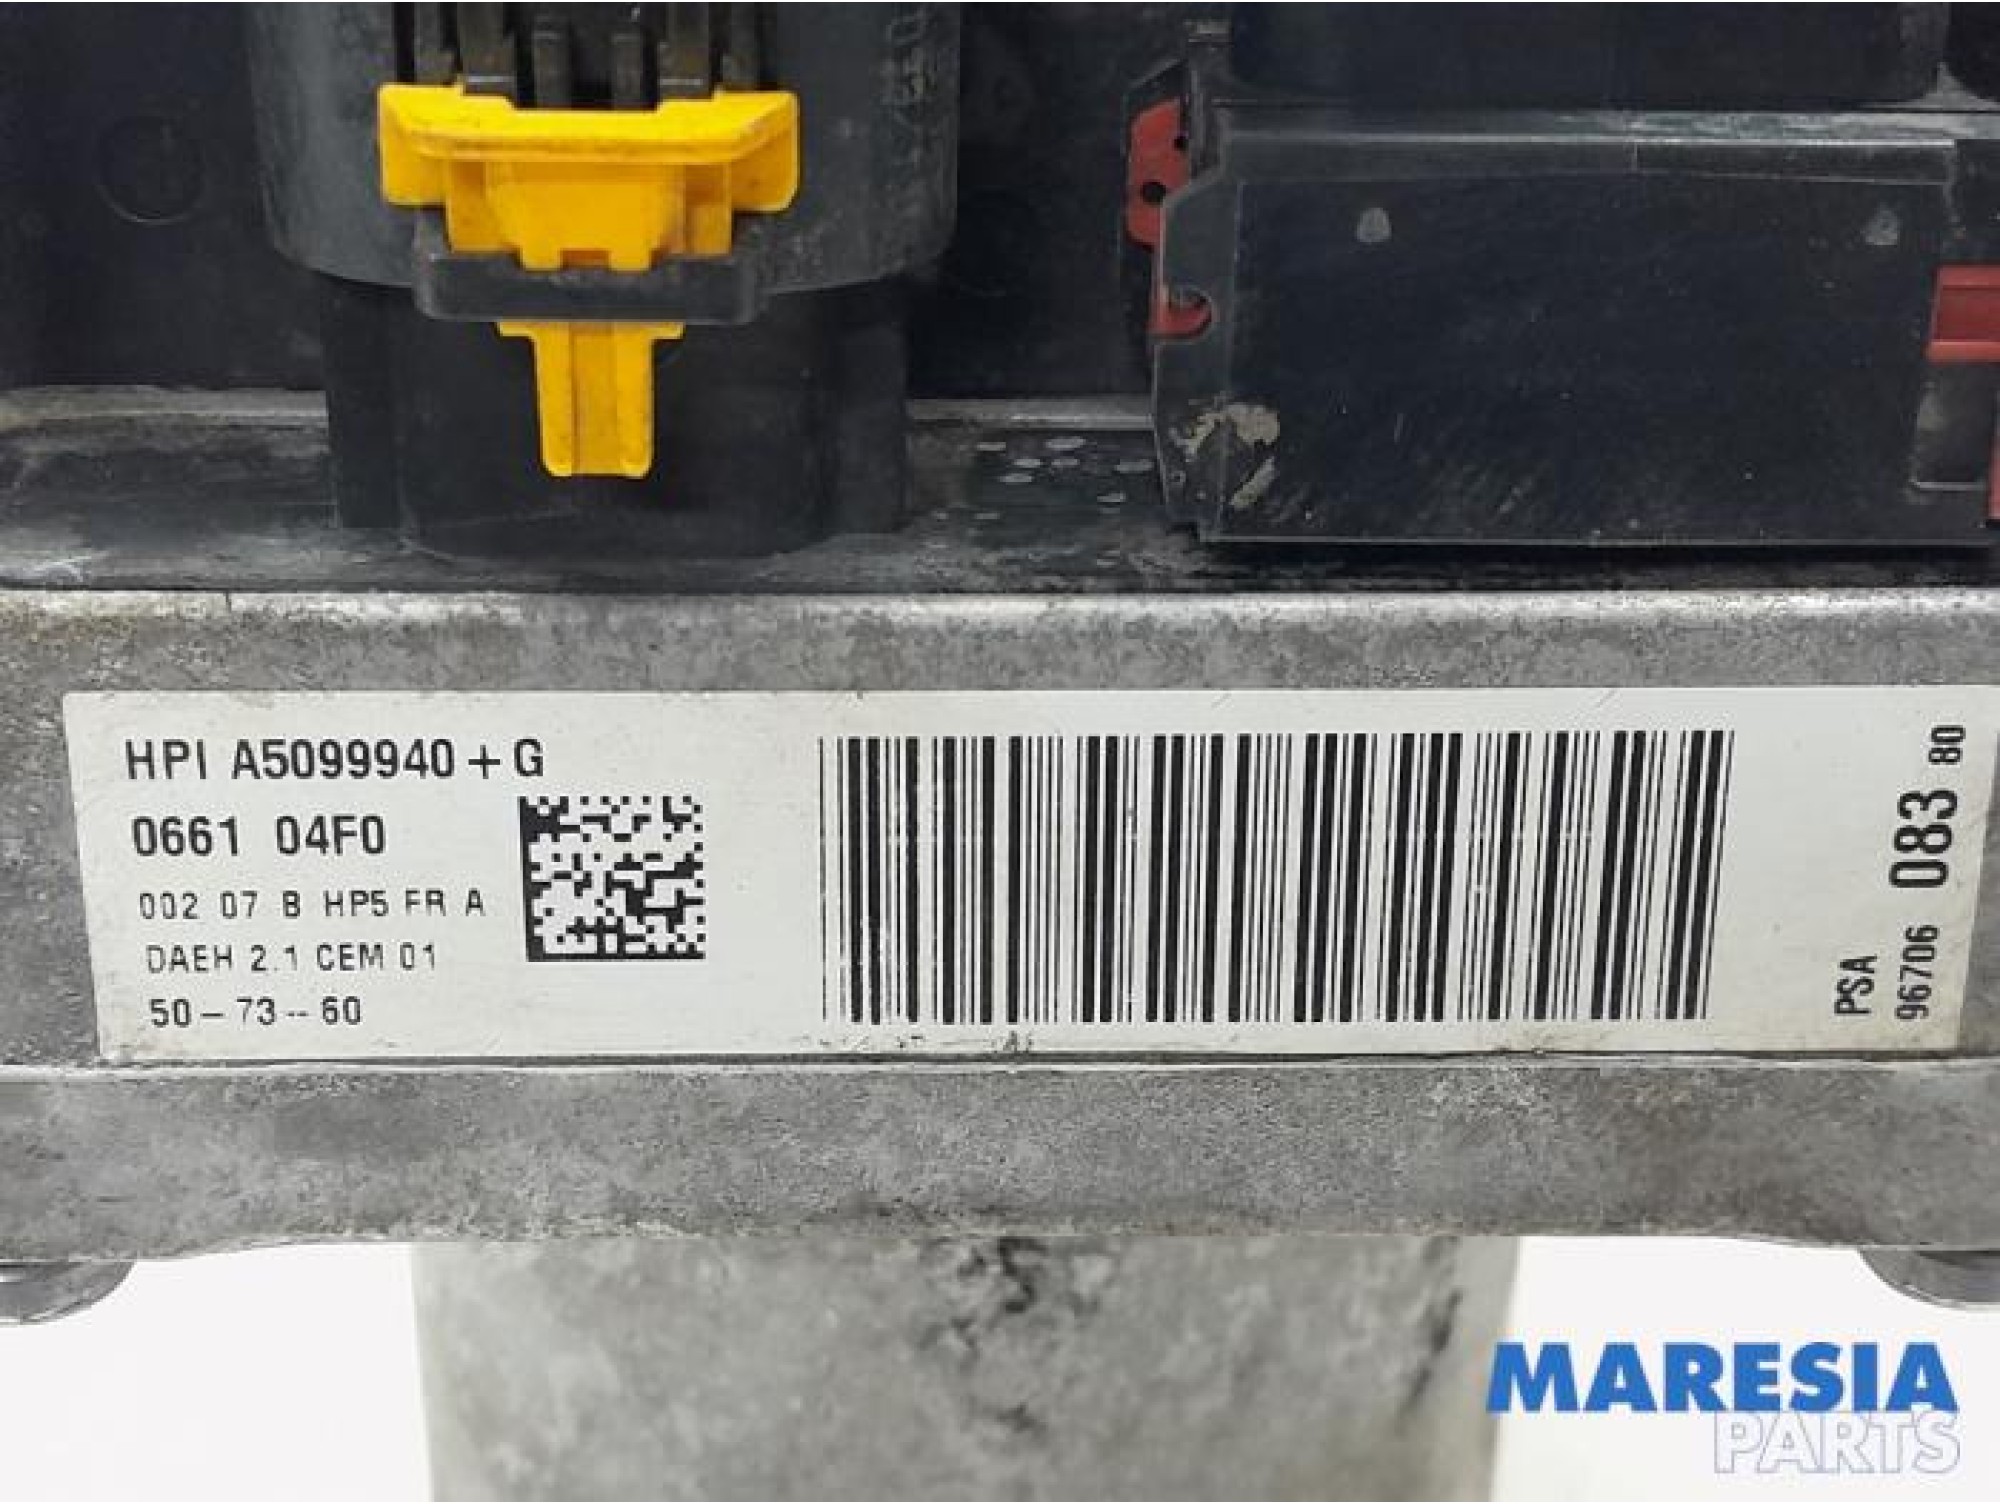 HPI A5099940+G
0661 04F0
002 07 B HP5 FR A
DAEH 2.1 CEM 01
50-73-60
PSA
96706 083 80
MARESIA
PARTS